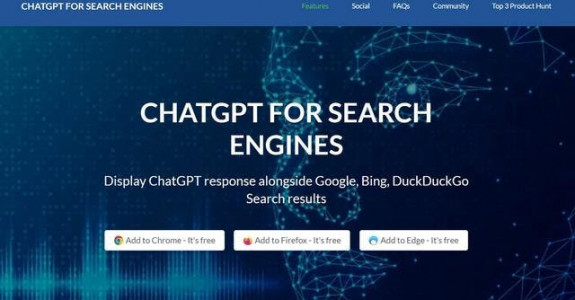 CHATGPT FOR SEARCH ENGINES
Features Social FAQs Community Top 3 Product Hunt
CHATGPT FOR SEARCH
ENGINES
Display ChatGPT response alongside Google, Bing, DuckDuckGo
Search results
Add to Chrome - It's free Add to Firefox - It's free Add to Edge - It's free